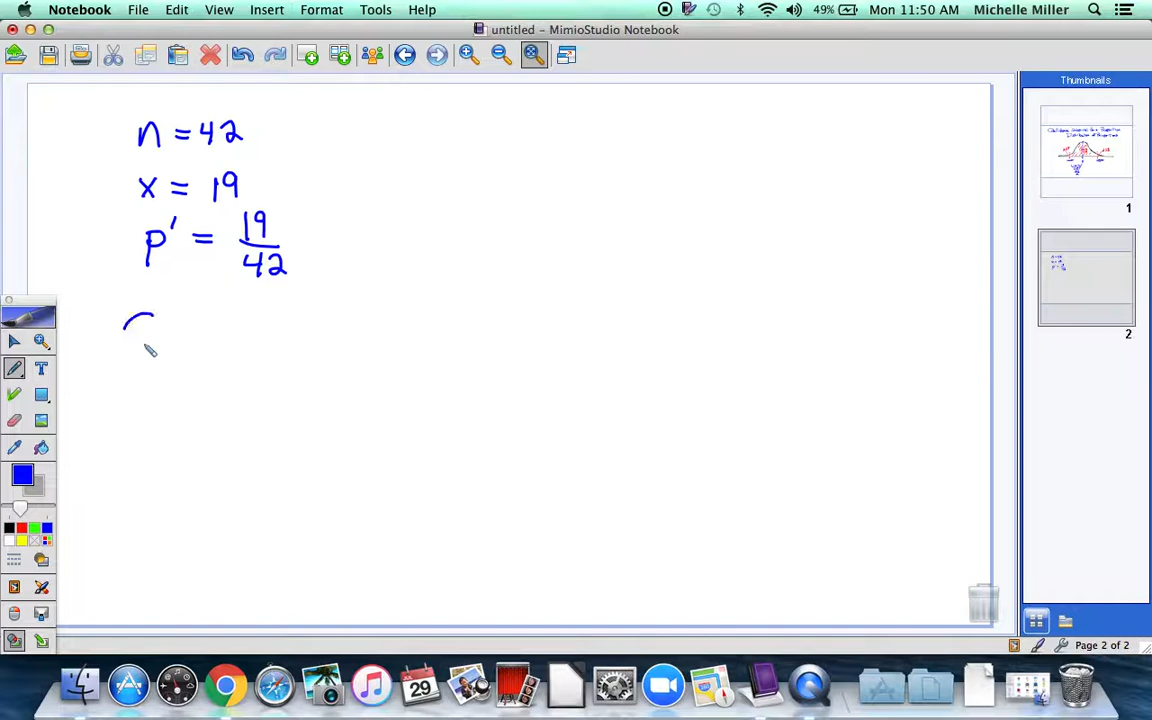 Notebook File Edit View Insert Format Tools Help 49% Mon 11:50 AM Michelle Miller
untitled - MimioStudio Notebook
n = 42
x = 19
p' = 19/42
Thumbnails
1
2
T
Page 2 of 2
JUL
29